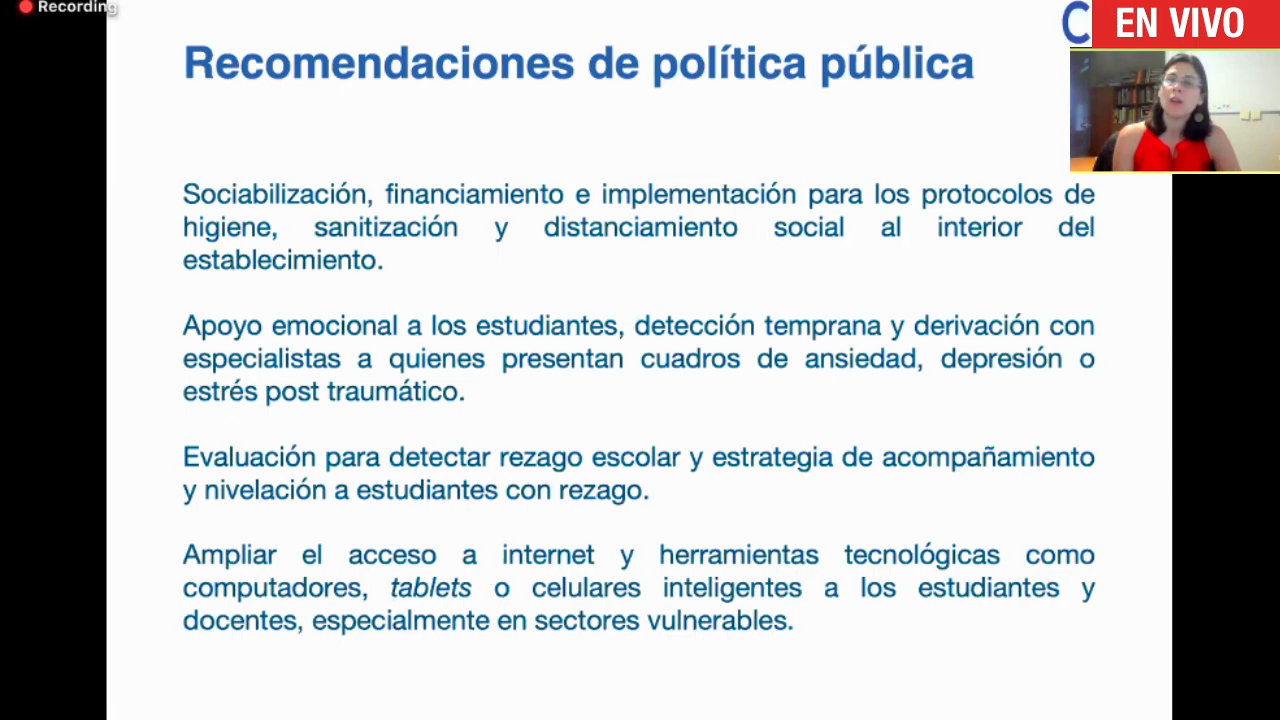 Recording
C EN VIVO
Recomendaciones de política pública
Sociabilización, financiamiento e implementación para los protocolos de
higiene, sanitización y distanciamiento social al interior del
establecimiento.
Apoyo emocional a los estudiantes, detección temprana y derivación con
especialistas a quienes presentan cuadros de ansiedad, depresión o
estrés post traumático.
Evaluación para detectar rezago escolar y estrategia de acompañamiento
y nivelación a estudiantes con rezago.
Ampliar el acceso a internet y herramientas tecnológicas como
computadores, tablets o celulares inteligentes a los estudiantes y
docentes, especialmente en sectores vulnerables.